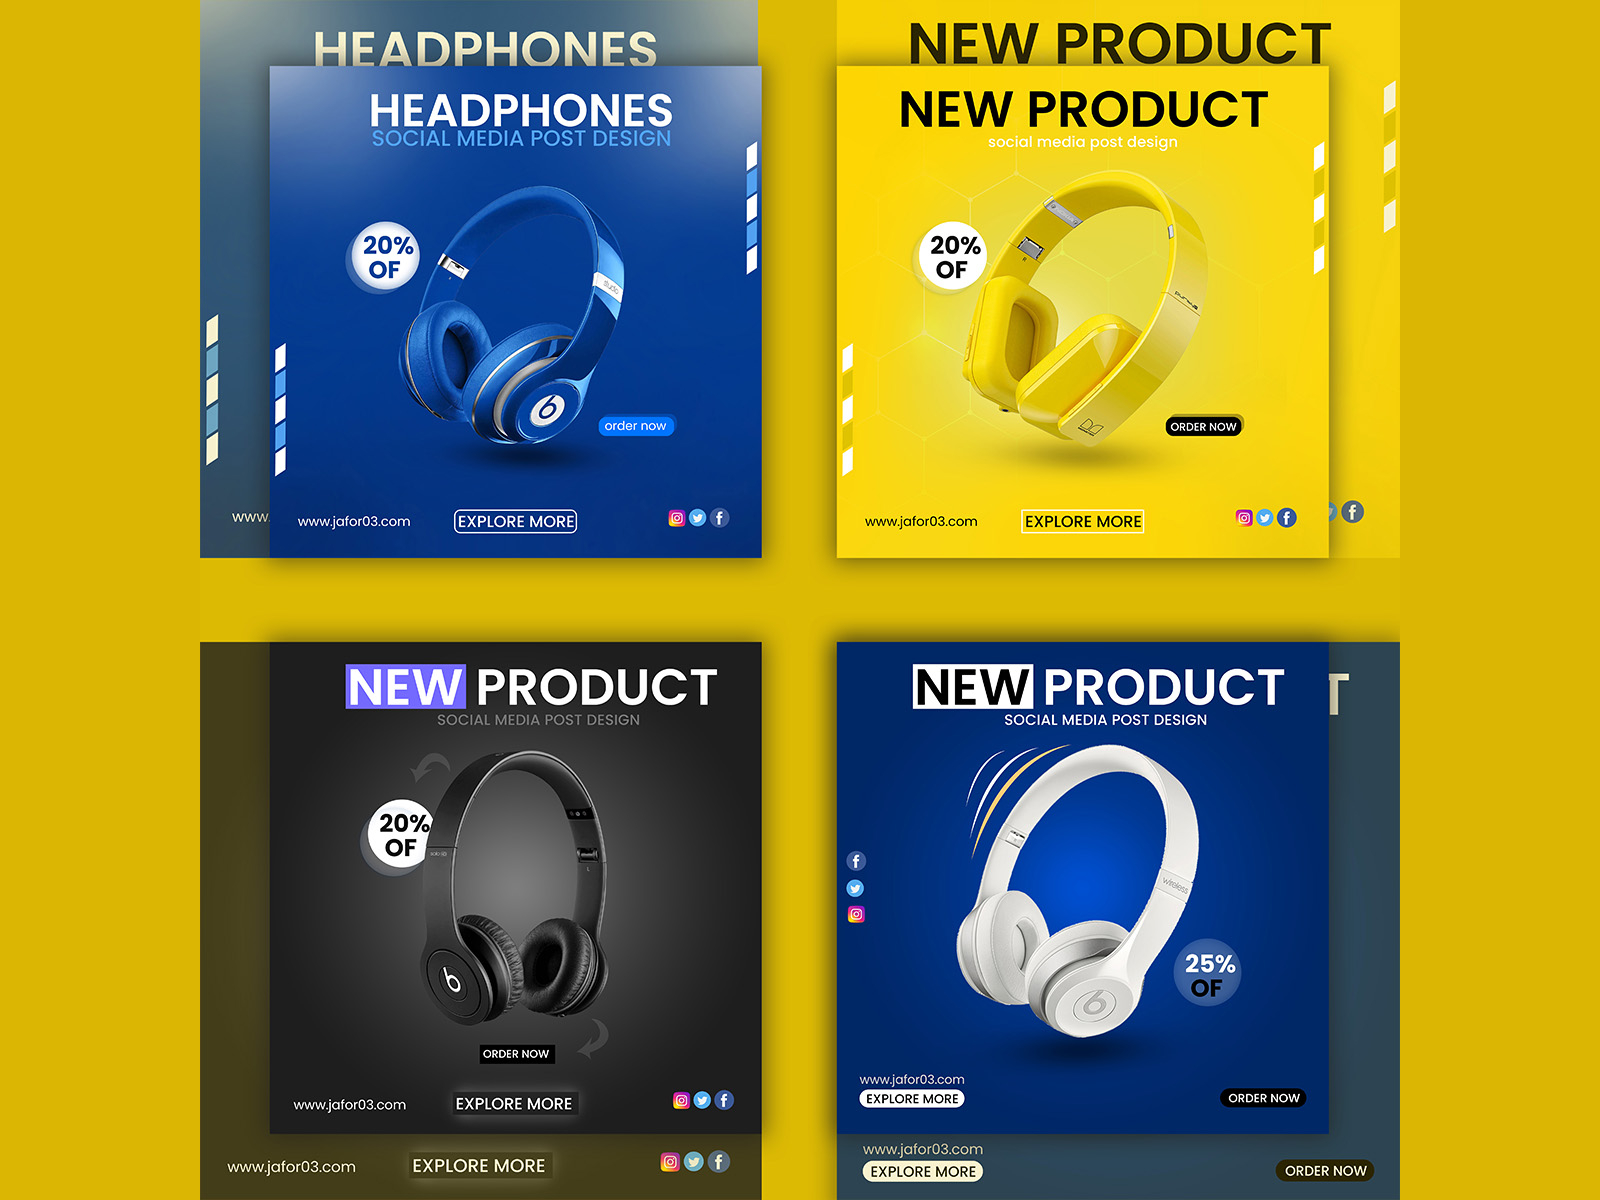 HEADPHONES
HEADPHONES
SOCIAL MEDIA POST DESIGN
20%
OF
studio
b
order now
www.
www.jafor03.com
EXPLORE MORE
f
NEW PRODUCT
NEW PRODUCT
social media post design
20%
OF
ORDER NOW
www.jafor03.com
EXPLORE MORE
f
f
NEW PRODUCT
SOCIAL MEDIA POST DESIGN
20%
OF
b
ORDER NOW
www.jafor03.com
EXPLORE MORE
f
www.jafor03.com
EXPLORE MORE
f
NEW PRODUCT
T
SOCIAL MEDIA POST DESIGN
f
wireless
25%
OF
b
www.jafor03.com
EXPLORE MORE
ORDER NOW
www.jafor03.com
EXPLORE MORE
ORDER NOW